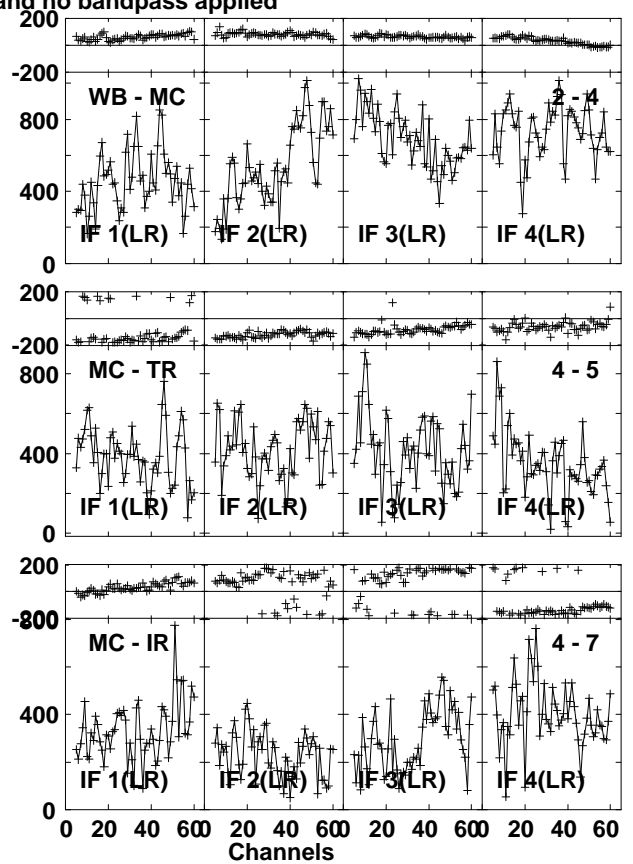 and no bandpass applied
200
-200
WB - MC 2 - 4
800
400
IF 1(LR) IF 2(LR) IF 3(LR) IF 4(LR)
0
200
-200
MC - TR 4 - 5
800
400
IF 1(LR) IF 2(LR) IF 3(LR) IF 4(LR)
0
200
-200
800
MC - IR 4 - 7
400
IF 1(LR) IF 2(LR) IF 3(LR) IF 4(LR)
0
0 20 40 60 0 20 40 60 0 20 40 60 0 20 40 60
Channels